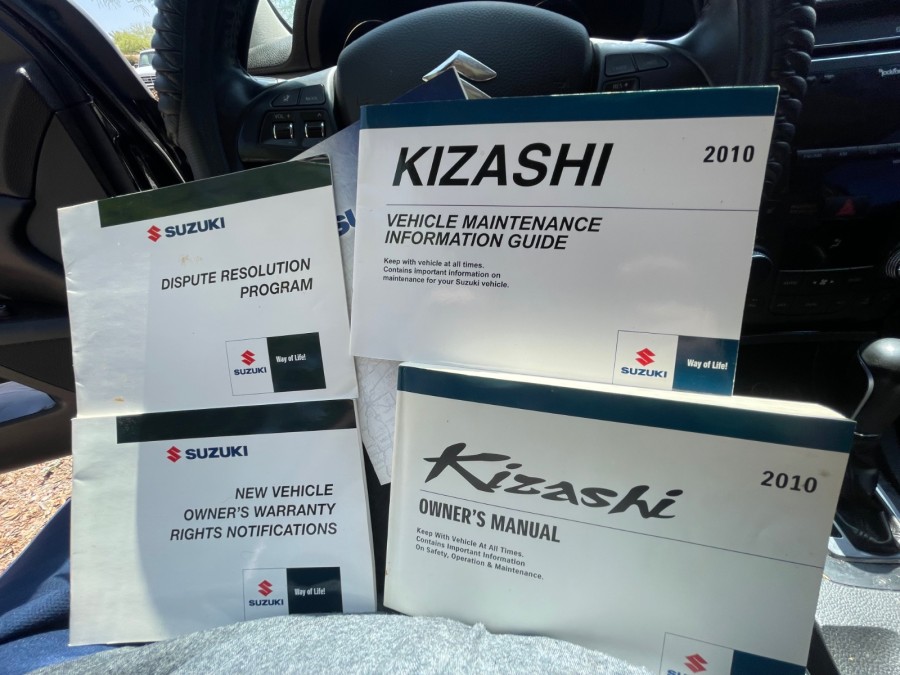 SUZUKI
DISPUTE RESOLUTION
PROGRAM
SUZUKI
Way of Life!
KIZASHI
2010
VEHICLE MAINTENANCE
INFORMATION GUIDE
Keep with vehicle at all times.
Contains important information on
maintenance for your Suzuki vehicle.
SUZUKI
Way of Life!
SUZUKI
NEW VEHICLE
OWNER'S WARRANTY
RIGHTS NOTIFICATIONS
SUZUKI
Way of Life!
Kizashi
2010
OWNER'S MANUAL
Keep With Vehicle At All Times.
Contains Important Information
On Safety, Operation & Maintenance.
Way of Life!